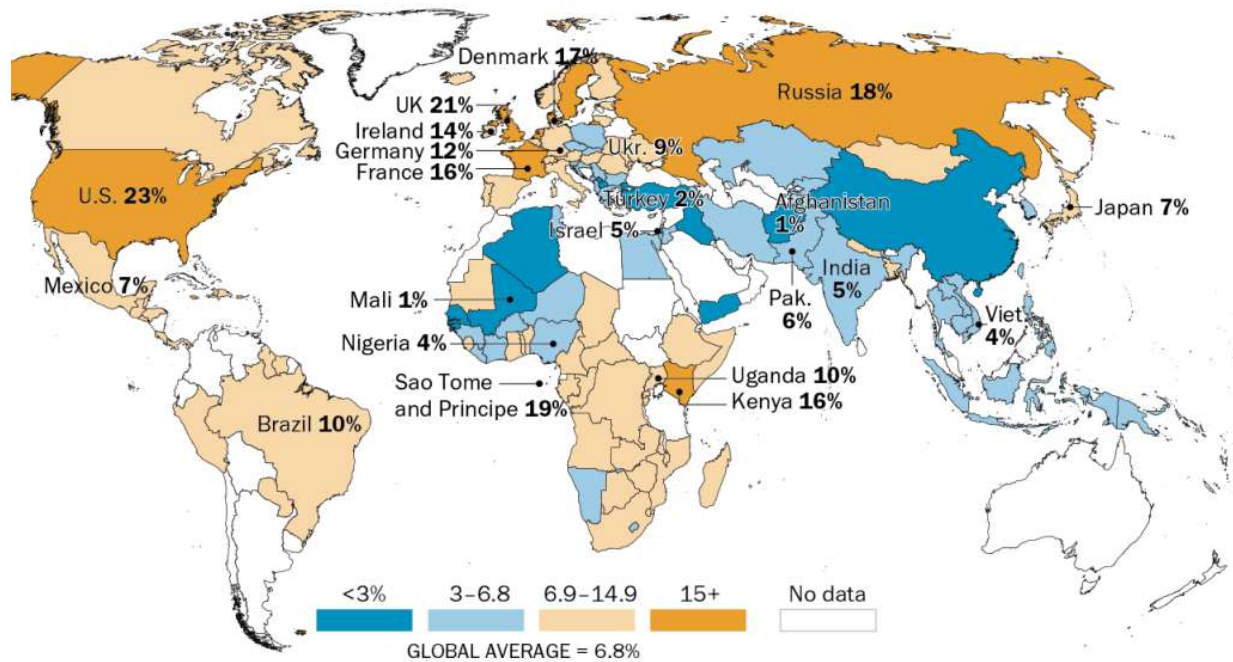 Denmark 17%
UK 21%
Russia 18%
Ireland 14%
Ukr. 9%
Germany 12%
France 16%
U.S. 23%
Turkey 2%
Afghanistan
1%
Japan 7%
Israel 5%
India
5%
Mexico 7%
Mali 1%
Pak.
6%
Viet.
4%
Nigeria 4%
Uganda 10%
Sao Tome
and Principe 19%
Kenya 16%
Brazil 10%
<3% 3–6.8 6.9–14.9 15+ No data
GLOBAL AVERAGE = 6.8%